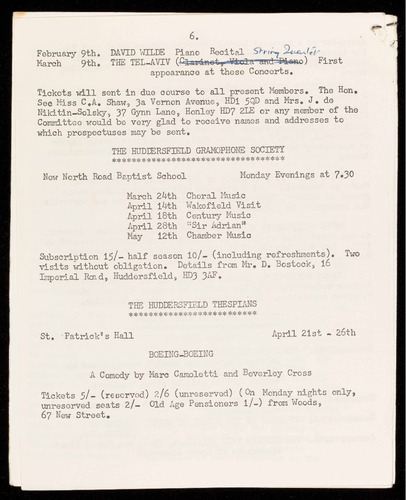 6.
February 9th. DAVID WILDE Piano Recital String Quartet
March 9th. THE TEL-AVIV (Clarinet, Viola and Piano) First
appearance at these Concerts.
Tickets will sent in due course to all present Members. The Hon.
Sec Miss C.A. Shaw, 3a Vernon Avenue, HD1 5QD and Mrs. J. de
Nikitin-Solsky, 37 Gynn Lane, Honley HD7 2LE or any member of the
Committee would be very glad to receive names and addresses to
which prospectuses may be sent.
THE HUDDERSFIELD GRAMOPHONE SOCIETY
***********************************
New North Road Baptist School Monday Evenings at 7.30
March 24th Choral Music
April 14th Wakefield Visit
April 18th Century Music
April 28th "Sir Adrian"
May 12th Chamber Music
Subscription 15/- half season 10/- (including refreshments). Two
visits without obligation. Details from Mr. D. Bostock, 16
Imperial Road, Huddersfield, HD3 3AF.
THE HUDDERSFIELD THESPIANS
**************************
St. Patrick's Hall April 21st - 26th
BOEING-BOEING
A Comedy by Marc Camoletti and Beverley Cross
Tickets 5/- (reserved) 2/6 (unreserved) (On Monday nights only,
unreserved seats 2/- Old Age Pensioners 1/-) from Woods,
67 New Street.